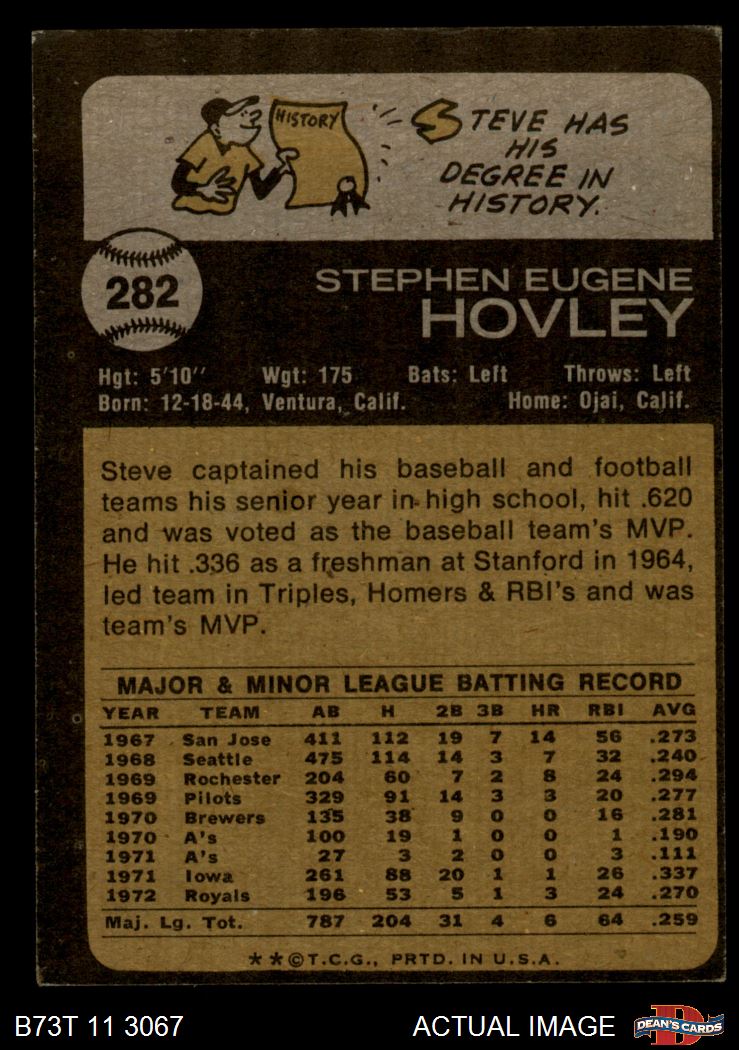 HISTORY
STEVE HAS
HIS
DEGREE IN
HISTORY.
282
STEPHEN EUGENE
HOVLEY
Hgt: 5'10" Wgt: 175 Bats: Left Throws: Left
Born: 12-18-44, Ventura, Calif. Home: Ojai, Calif.
Steve captained his baseball and football
teams his senior year in high school, hit .620
and was voted as the baseball team's MVP.
He hit .336 as a freshman at Stanford in 1964,
led team in Triples, Homers & RBI's and was
team's MVP.
MAJOR & MINOR LEAGUE BATTING RECORD
YEAR TEAM AB H 2B 3B HR RBI AVG
1967 San Jose 411 112 19 7 14 56 .273
1968 Seattle 475 114 14 3 7 32 .240
1969 Rochester 204 60 7 2 8 24 .294
1969 Pilots 329 91 14 3 3 20 .277
1970 Brewers 135 38 9 0 0 16 .281
1970 A's 100 19 1 0 0 1 .190
1971 A's 27 3 2 0 0 3 .111
1971 Iowa 261 88 20 1 1 26 .337
1972 Royals 196 53 5 1 3 24 .270
Maj. Lg. Tot. 787 204 31 4 6 64 .259
**©T.C.G., PRTD. IN U.S.A.
B73T 11 3067 ACTUAL IMAGE D DEAN'S CARDS